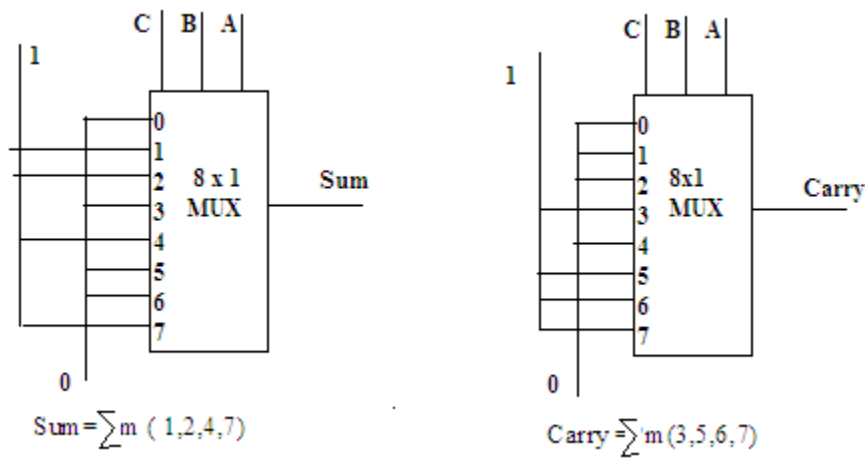 C B A
1
0
1
2
3
4
5
6
7
8 x 1
MUX
Sum
0
Sum = ∑ m ( 1,2,4,7)
C B A
1
0
1
2
3
4
5
6
7
8x1
MUX
Carry
0
Carry = ∑ m (3,5,6,7)